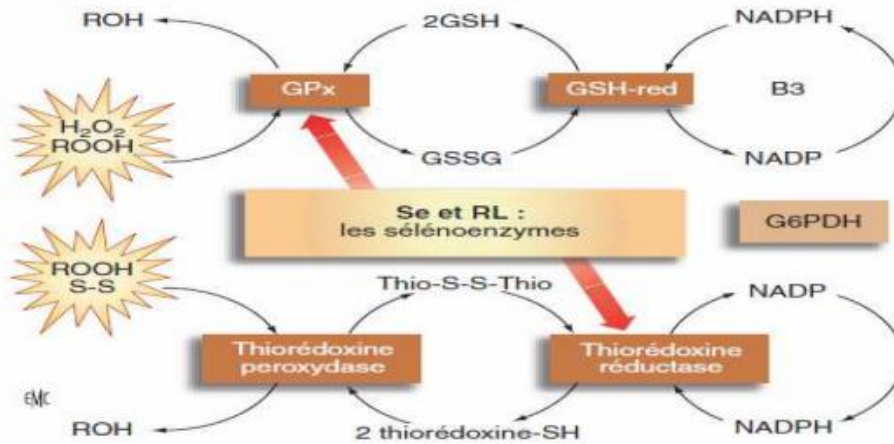 ROH
2GSH
NADPH
GPx
GSH-red
B3
H₂O₂
ROOH
GSSG
NADP
Se et RL :
les sélénoenzymes
G6PDH
ROOH
S-S
Thio-S-S-Thio
NADP
Thiorédoxine
peroxydase
Thiorédoxine
réductase
EMC
ROH
2 thiorédoxine-SH
NADPH